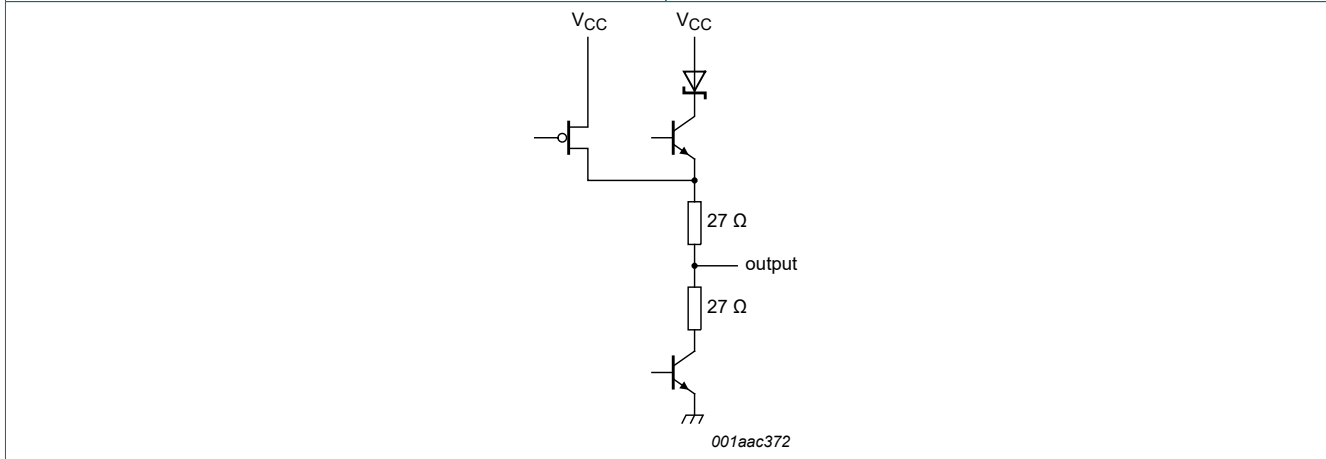 VCC VCC
27 Ω
output
27 Ω
001aac372